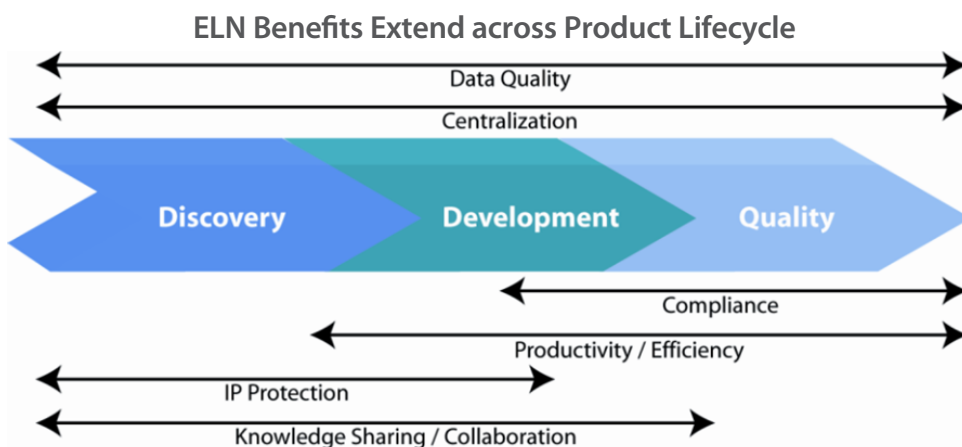 ELN Benefits Extend across Product Lifecycle
Data Quality
Centralization
Discovery
Development
Quality
Compliance
Productivity / Efficiency
IP Protection
Knowledge Sharing / Collaboration